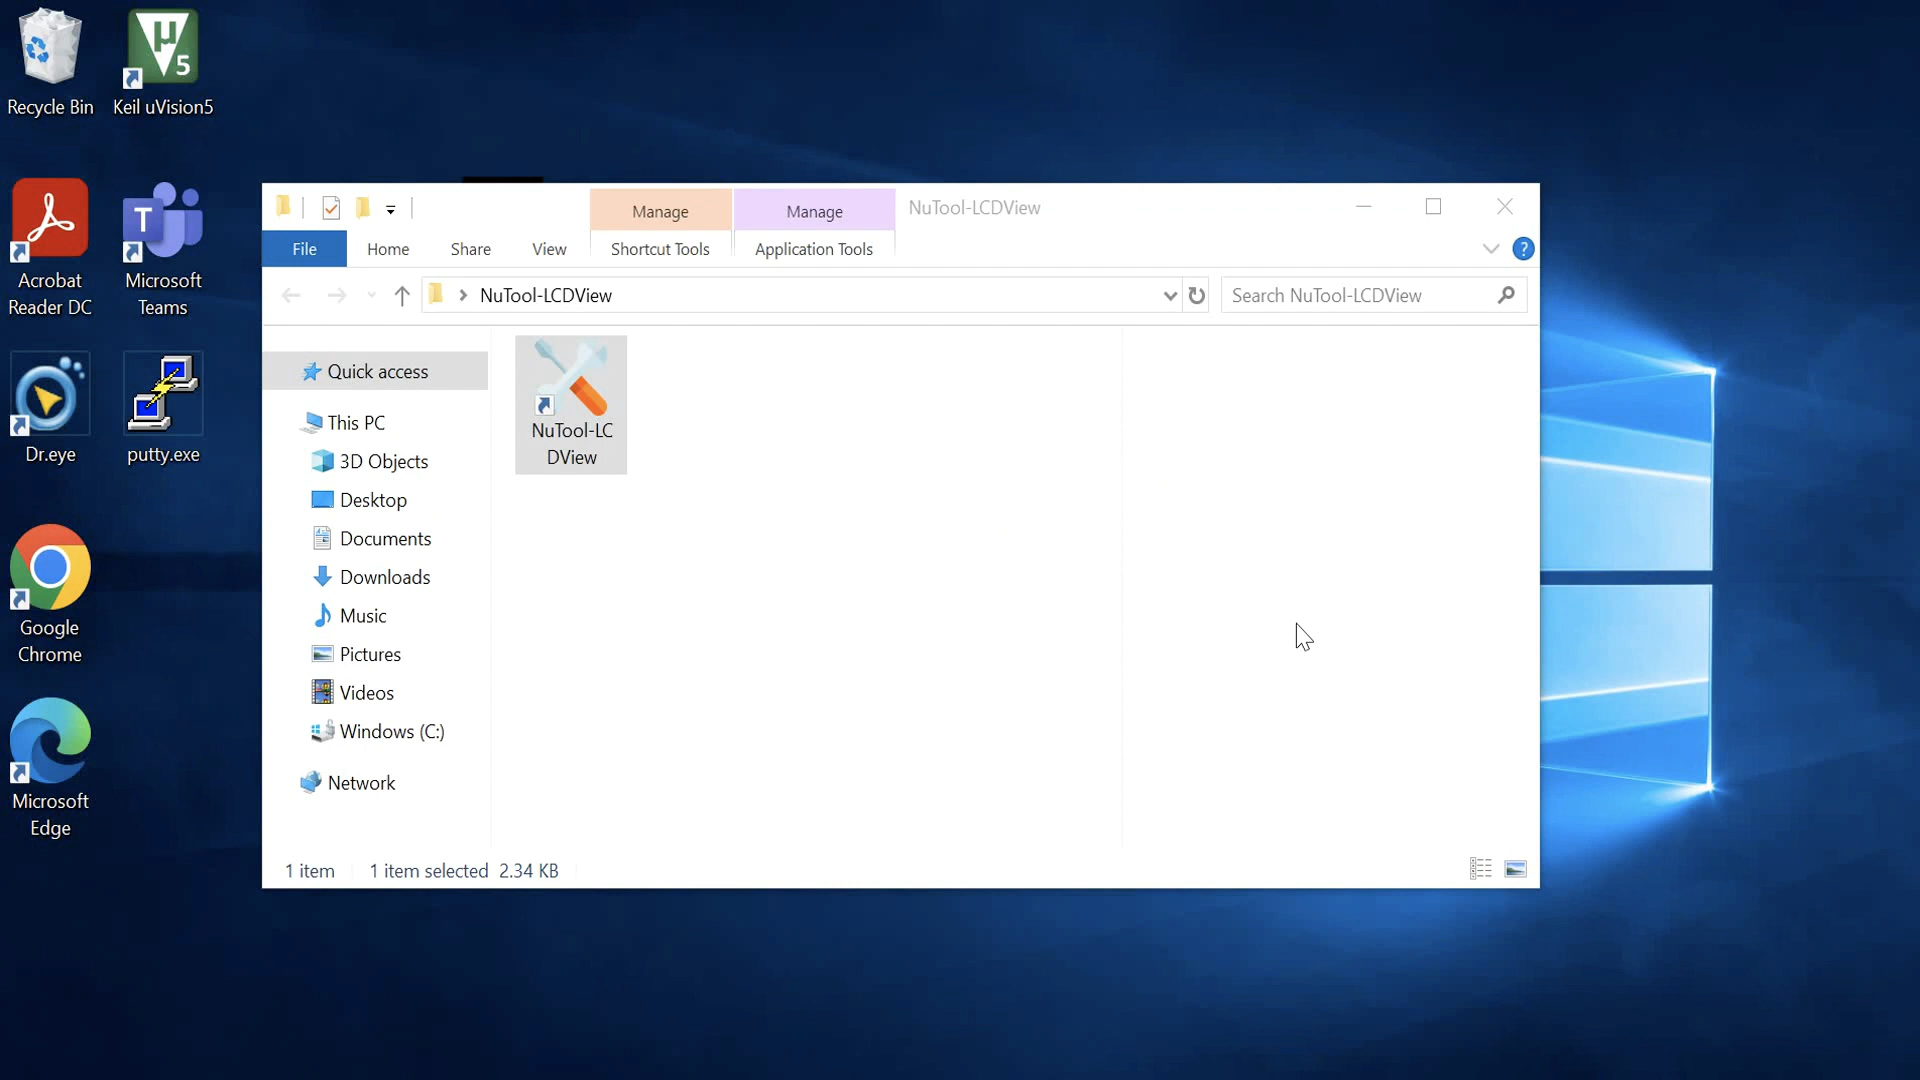 Recycle Bin
µ5
Keil uVision5
Acrobat
Reader DC
T
Microsoft
Teams
Dr.eye
putty.exe
Google
Chrome
Microsoft
Edge
Manage
Manage
NuTool-LCDView
File
Home
Share
View
Shortcut Tools
Application Tools
?
NuTool-LCDView
Search NuTool-LCDView
Quick access
This PC
3D Objects
Desktop
Documents
Downloads
Music
Pictures
Videos
Windows (C:)
Network
NuTool-LC
DView
1 item
1 item selected 2.34 KB